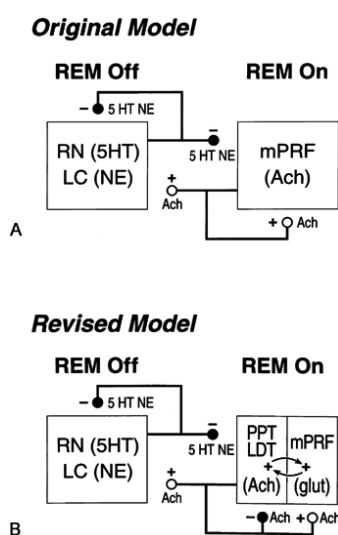 Original Model
REM Off REM On
– 5 HT NE
–
5 HT NE
RN (5HT)
LC (NE)
mPRF
(Ach)
+
Ach
+ Ach
A
Revised Model
REM Off REM On
– 5 HT NE
–
5 HT NE
RN (5HT)
LC (NE)
PPT
LDT
mPRF
+ +
(Ach) (glut)
+
Ach
– Ach + Ach
B